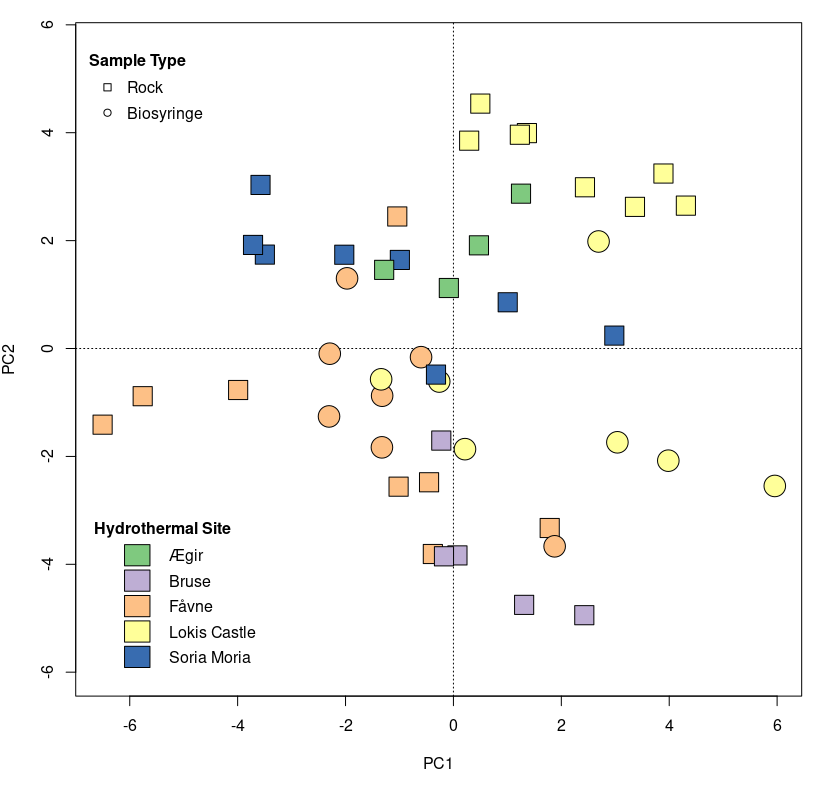 Sample Type
Rock
Biosyringe
Hydrothermal Site
Ægir
Bruse
Fåvne
Lokis Castle
Soria Moria
6
4
2
0
-2
-4
-6
PC2
-6
-4
-2
0
2
4
6
PC1